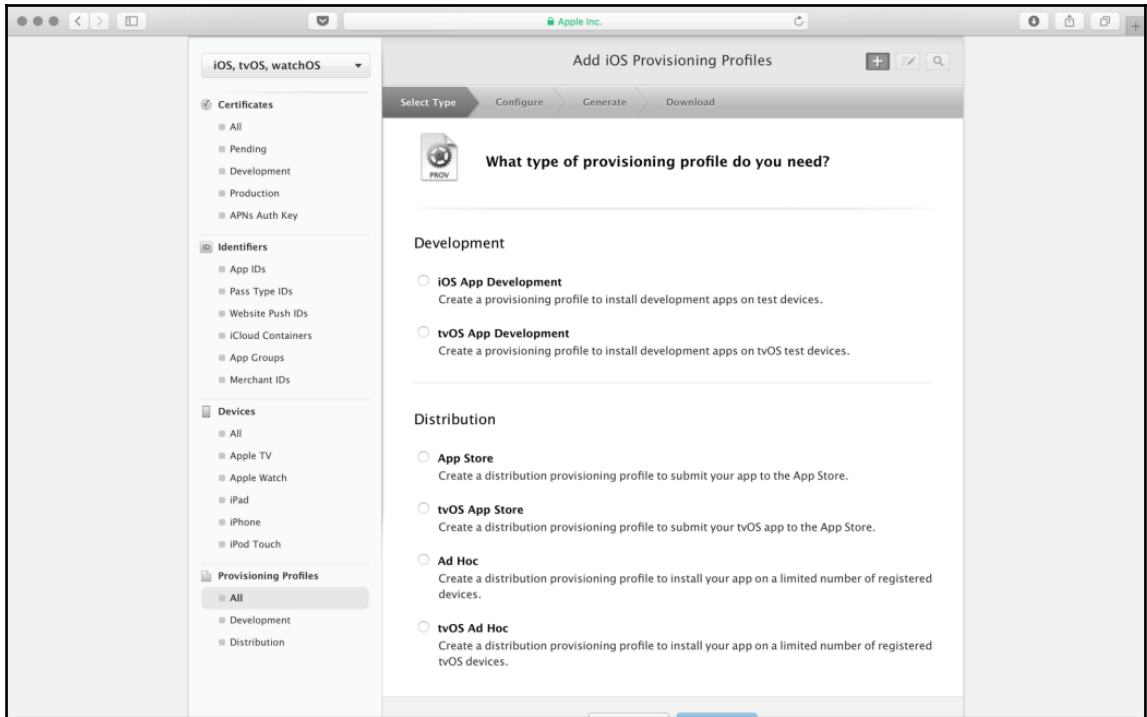 Apple Inc.
iOS, tvOS, watchOS
Certificates
All
Pending
Development
Production
APNs Auth Key
ID Identifiers
App IDs
Pass Type IDs
Website Push IDs
iCloud Containers
App Groups
Merchant IDs
Devices
All
Apple TV
Apple Watch
iPad
iPhone
iPod Touch
Provisioning Profiles
All
Development
Distribution
Add iOS Provisioning Profiles
Select Type Configure Generate Download
PROV
What type of provisioning profile do you need?
Development
iOS App Development
Create a provisioning profile to install development apps on test devices.
tvOS App Development
Create a provisioning profile to install development apps on tvOS test devices.
Distribution
App Store
Create a distribution provisioning profile to submit your app to the App Store.
tvOS App Store
Create a distribution provisioning profile to submit your tvOS app to the App Store.
Ad Hoc
Create a distribution provisioning profile to install your app on a limited number of registered
devices.
tvOS Ad Hoc
Create a distribution provisioning profile to install your app on a limited number of registered
tvOS devices.